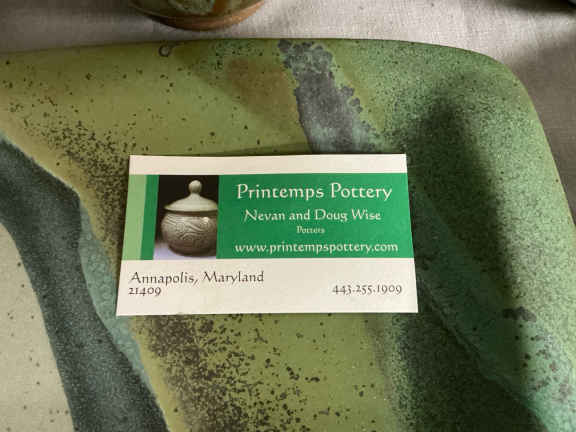 Printemps Pottery
Nevan and Doug Wise
Potters
www.printempspottery.com
Annapolis, Maryland
21409
443.255.1909